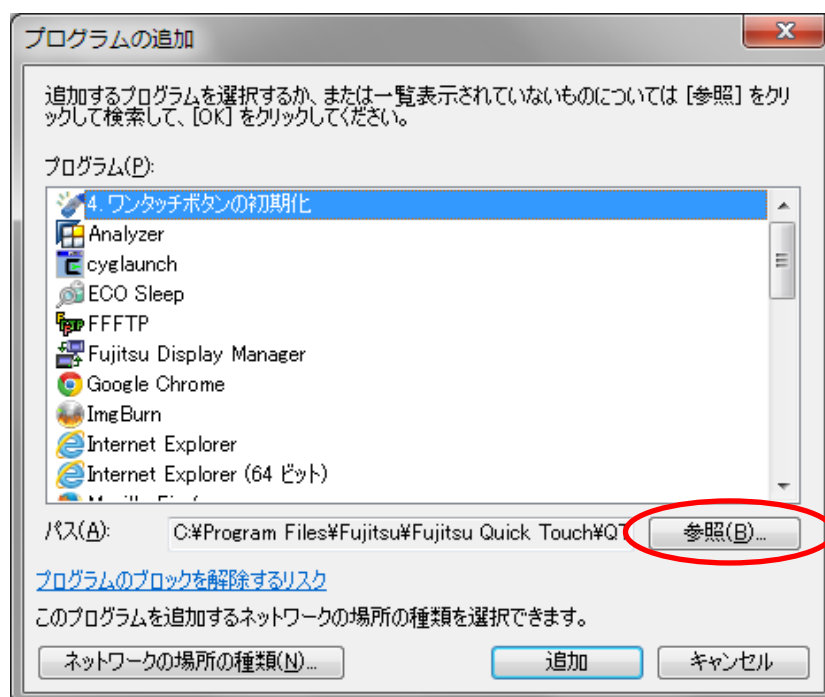 プログラムの追加
追加するプログラムを選択するか、または一覧表示されていないものについては [参照] をクリ
ックして検索して、[OK] をクリックしてください。
プログラム(P):
4. ワンタッチボタンの初期化
Analyzer
cyglaunch
ECO Sleep
FFFTP
Fujitsu Display Manager
Google Chrome
ImgBurn
Internet Explorer
Internet Explorer (64 ビット)
パス(A): C:¥Program Files¥Fujitsu¥Fujitsu Quick Touch¥QT 参照(B)...
プログラムのブロックを解除するリスク
このプログラムを追加するネットワークの場所の種類を選択できます。
ネットワークの場所の種類(N)... 追加 キャンセル